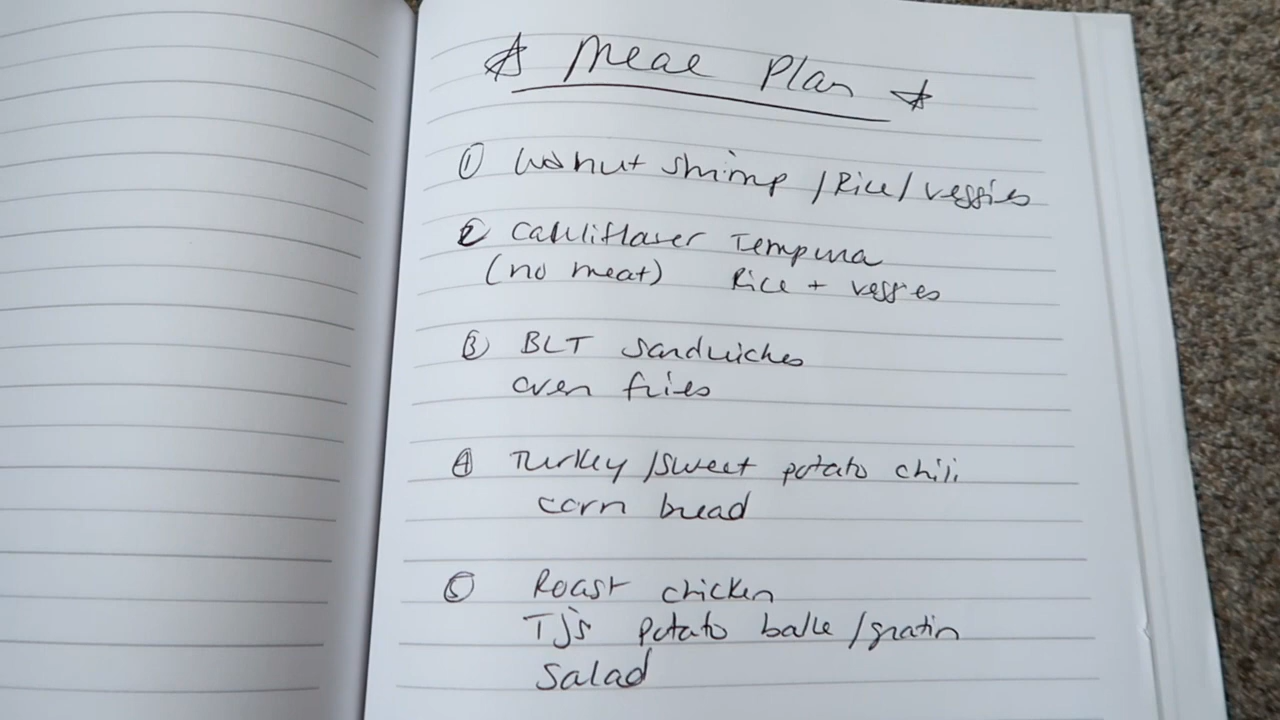 ☆ Meal Plan ☆
① Walnut Shrimp / Rice / Veggies
② Cauliflower Tempura
(no meat) Rice + veggies
③ BLT sandwiches
oven fries
④ Turkey / Sweet potato chili
corn bread
⑤ Roast chicken
TJ's potato bake / gratin
Salad